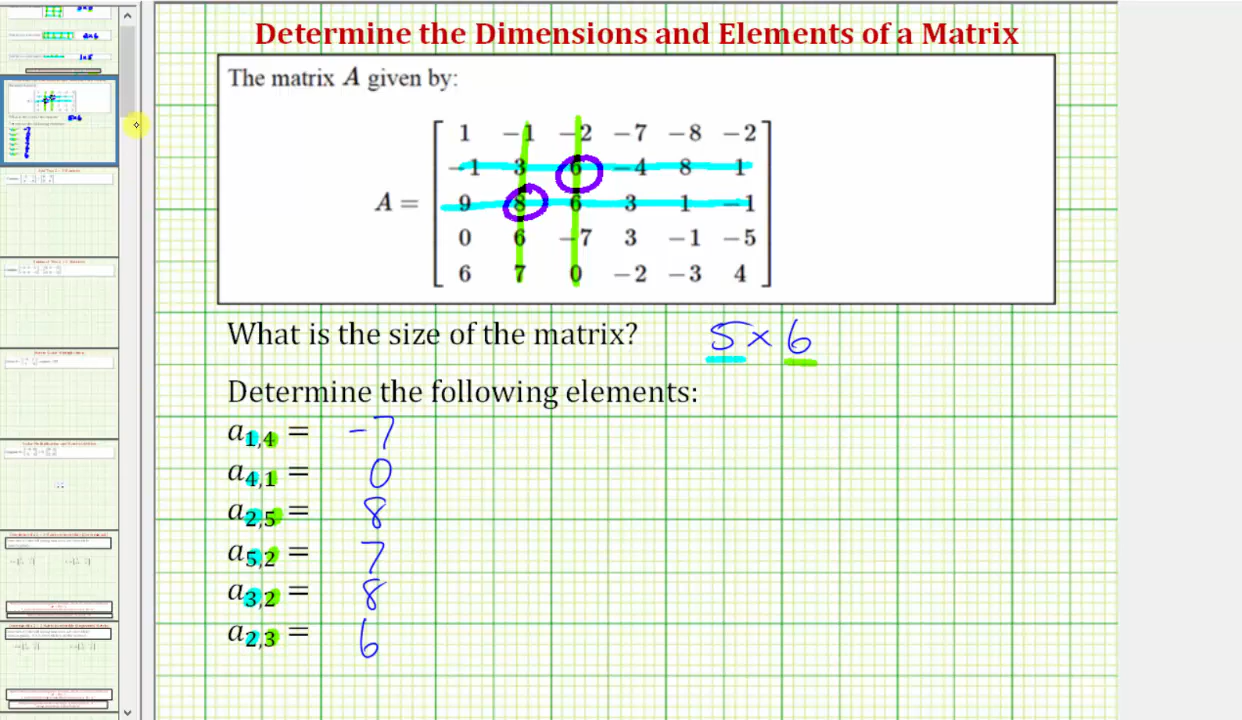 Determine the Dimensions and Elements of a Matrix
The matrix A given by:
1 −1 −2 −7 −8 −2
−1 3 6 −4 8 1
A = 9 8 6 3 1 −1
0 6 −7 3 −1 −5
6 7 0 −2 −3 4
What is the size of the matrix? 5 × 6
Determine the following elements:
a1,4 = −7
a4,1 = 0
a2,5 = 8
a5,2 = 7
a3,2 = 8
a2,3 = 6